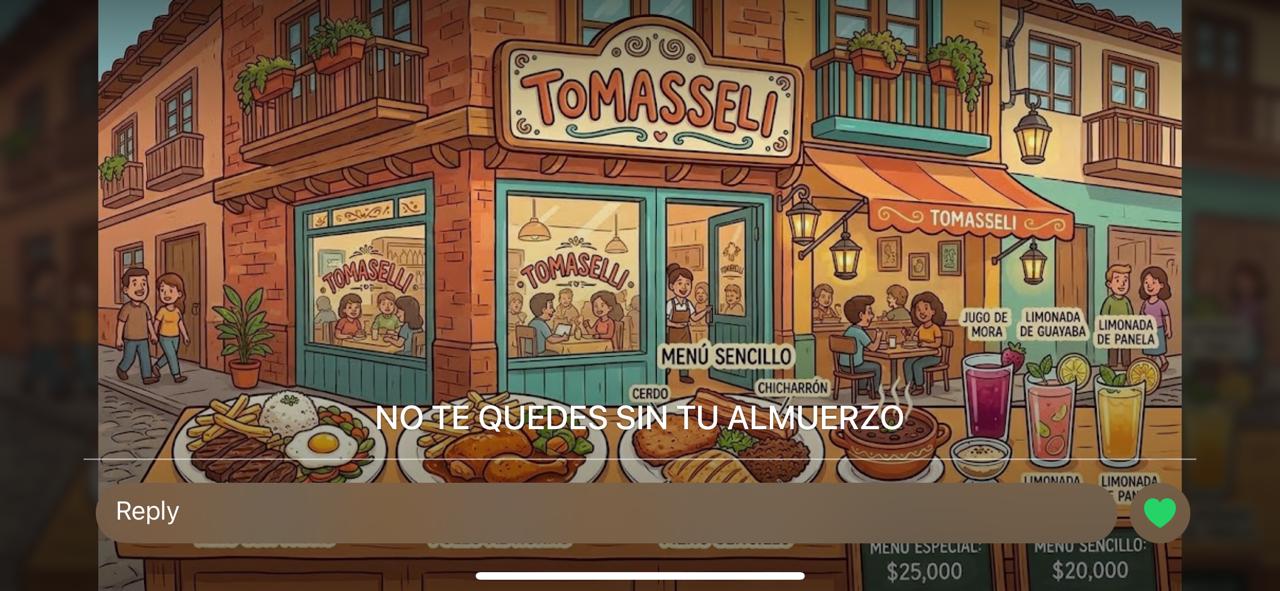 TOMASSELI
TOMASSELI
TOMASELLI
TOMASELLI
JUGO DE
MORA
LIMONADA
DE GUAYABA
LIMONADA
DE PANELA
MENÚ SENCILLO
CERDO
CHICHARRÓN
NO TE QUEDES SIN TU ALMUERZO
LIMONADA
LIMONADA
Reply
MENÚ ESPECIAL:
$25,000
MENÚ SENCILLO:
$20,000